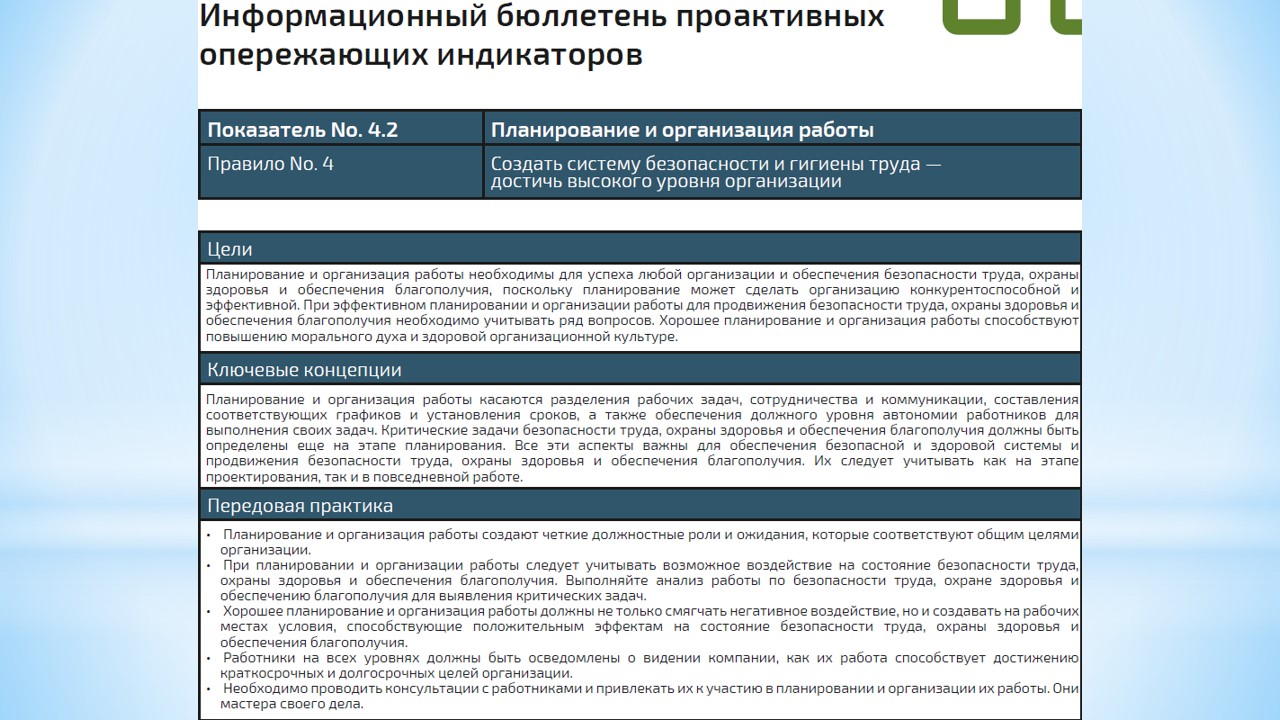 Информационный бюллетень проактивных
опережающих индикаторов
Показатель No. 4.2
Планирование и организация работы
Правило No. 4
Создать систему безопасности и гигиены труда —
достичь высокого уровня организации
Цели
Планирование и организация работы необходимы для успеха любой организации и обеспечения безопасности труда, охраны
здоровья и обеспечения благополучия, поскольку планирование может сделать организацию конкурентоспособной и
эффективной. При эффективном планировании и организации работы для продвижения безопасности труда, охраны здоровья и
обеспечения благополучия необходимо учитывать ряд вопросов. Хорошее планирование и организация работы способствуют
повышению морального духа и здоровой организационной культуре.
Ключевые концепции
Планирование и организация работы касаются разделения рабочих задач, сотрудничества и коммуникации, составления
соответствующих графиков и установления сроков, а также обеспечения должного уровня автономии работников для
выполнения своих задач. Критические задачи безопасности труда, охраны здоровья и обеспечения благополучия должны быть
определены еще на этапе планирования. Все эти аспекты важны для обеспечения безопасной и здоровой системы и
продвижения безопасности труда, охраны здоровья и обеспечения благополучия. Их следует учитывать как на этапе
проектирования, так и в повседневной работе.
Передовая практика
• Планирование и организация работы создают четкие должностные роли и ожидания, которые соответствуют общим целями
организации.
• При планировании и организации работы следует учитывать возможное воздействие на состояние безопасности труда,
охраны здоровья и обеспечения благополучия. Выполняйте анализ работы по безопасности труда, охране здоровья и
обеспечению благополучия для выявления критических задач.
• Хорошее планирование и организация работы должны не только смягчать негативное воздействие, но и создавать на рабочих
местах условия, способствующие положительным эффектам на состояние безопасности труда, охраны здоровья и
обеспечения благополучия.
• Работники на всех уровнях должны быть осведомлены о видении компании, как их работа способствует достижению
краткосрочных и долгосрочных целей организации.
• Необходимо проводить консультации с работниками и привлекать их к участию в планировании и организации их работы. Они
мастера своего дела.